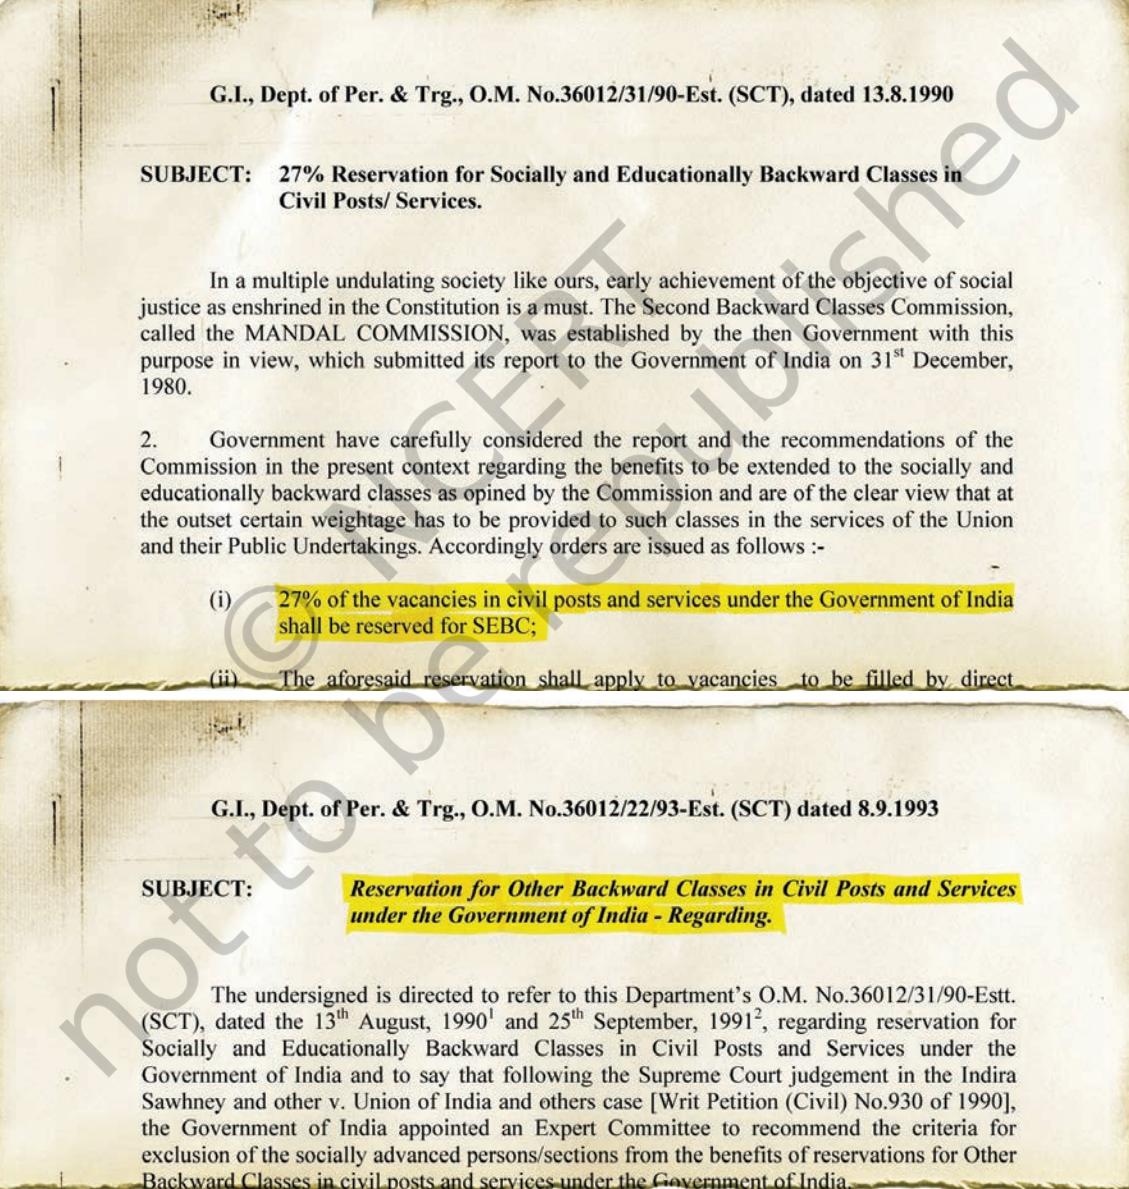 G.I., Dept. of Per. & Trg., O.M. No.36012/31/90-Est. (SCT), dated 13.8.1990
SUBJECT: 27% Reservation for Socially and Educationally Backward Classes in
Civil Posts/ Services.
In a multiple undulating society like ours, early achievement of the objective of social
justice as enshrined in the Constitution is a must. The Second Backward Classes Commission,
called the MANDAL COMMISSION, was established by the then Government with this
purpose in view, which submitted its report to the Government of India on 31st December,
1980.
2. Government have carefully considered the report and the recommendations of the
Commission in the present context regarding the benefits to be extended to the socially and
educationally backward classes as opined by the Commission and are of the clear view that at
the outset certain weightage has to be provided to such classes in the services of the Union
and their Public Undertakings. Accordingly orders are issued as follows :-
(i) 27% of the vacancies in civil posts and services under the Government of India
shall be reserved for SEBC;
(ii) The aforesaid reservation shall apply to vacancies to be filled by direct
G.I., Dept. of Per. & Trg., O.M. No.36012/22/93-Est. (SCT) dated 8.9.1993
SUBJECT: Reservation for Other Backward Classes in Civil Posts and Services
under the Government of India - Regarding.
The undersigned is directed to refer to this Department's O.M. No.36012/31/90-Estt.
(SCT), dated the 13th August, 1990¹ and 25th September, 1991², regarding reservation for
Socially and Educationally Backward Classes in Civil Posts and Services under the
Government of India and to say that following the Supreme Court judgement in the Indira
Sawhney and other v. Union of India and others case [Writ Petition (Civil) No.930 of 1990],
the Government of India appointed an Expert Committee to recommend the criteria for
exclusion of the socially advanced persons/sections from the benefits of reservations for Other
Backward Classes in civil posts and services under the Government of India.
© NCERT
not to be republished